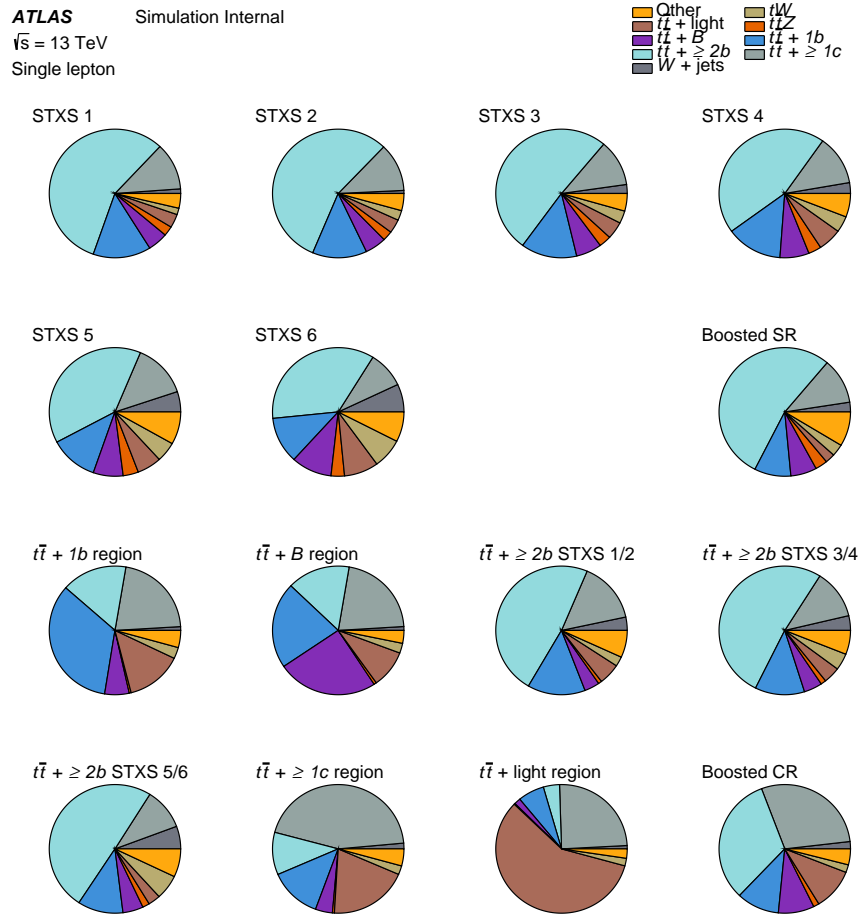 ATLAS Simulation Internal
√s = 13 TeV
Single lepton
Other tW
tt̄ + light tt̄Z
tt̄ + B tt̄ + 1b
tt̄ + ≥ 2b tt̄ + ≥ 1c
W + jets
STXS 1 STXS 2 STXS 3 STXS 4
STXS 5 STXS 6 Boosted SR
tt̄ + 1b region tt̄ + B region tt̄ + ≥ 2b STXS 1/2 tt̄ + ≥ 2b STXS 3/4
tt̄ + ≥ 2b STXS 5/6 tt̄ + ≥ 1c region tt̄ + light region Boosted CR